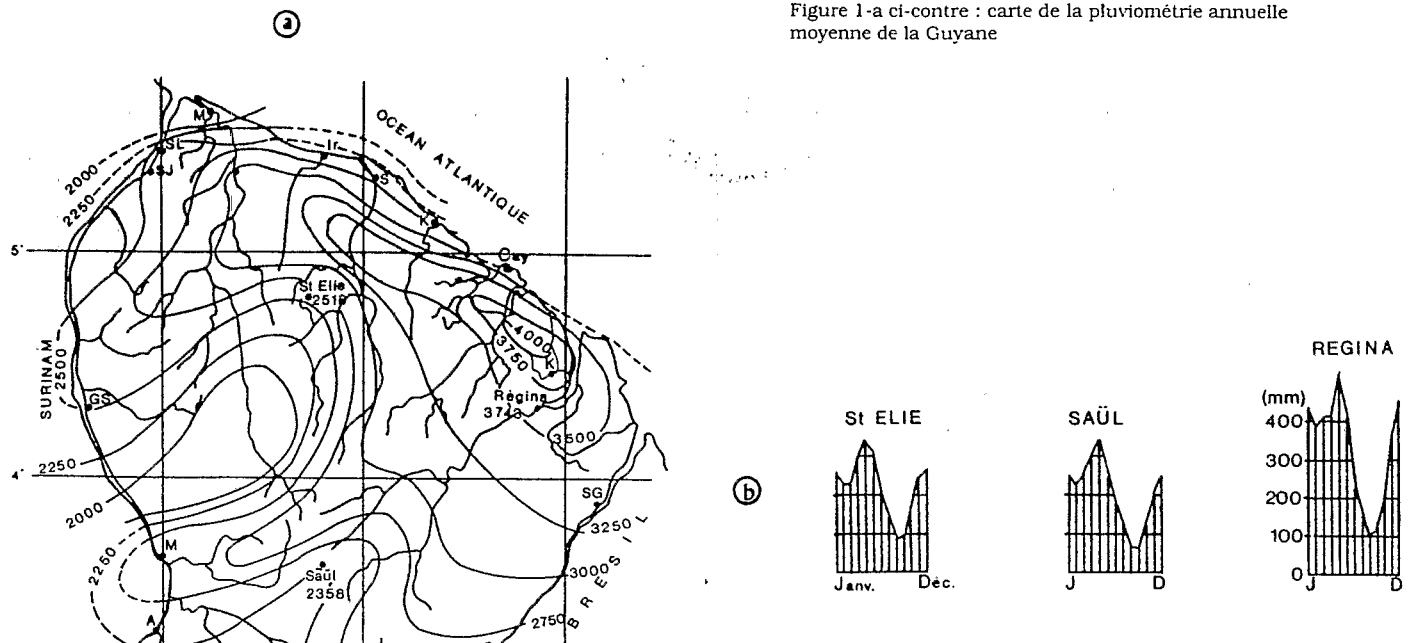 a
Figure 1-a ci-contre : carte de la pluviométrie annuelle
moyenne de la Guyane
OCEAN ATLANTIQUE
SL
SJ
Ir
S
K
2000
2250
5°
St Elie
2518
4000
3750
K
SURINAM
2500
GS
Régina
3743
3500
2250
4°
2000
SG
3250
M
2250
Saül
2358
3000
BRESIL
2750
A
b
St ELIE
Janv. Déc.
SAÜL
J D
REGINA
(mm)
400
300
200
100
0
J D